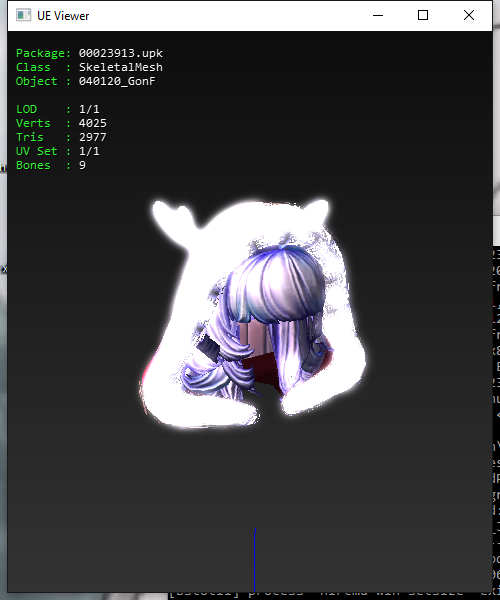 UE Viewer
Package: 00023913.upk
Class : SkeletalMesh
Object : 040120_GonF
LOD : 1/1
Verts : 4025
Tris : 2977
UV Set : 1/1
Bones : 9